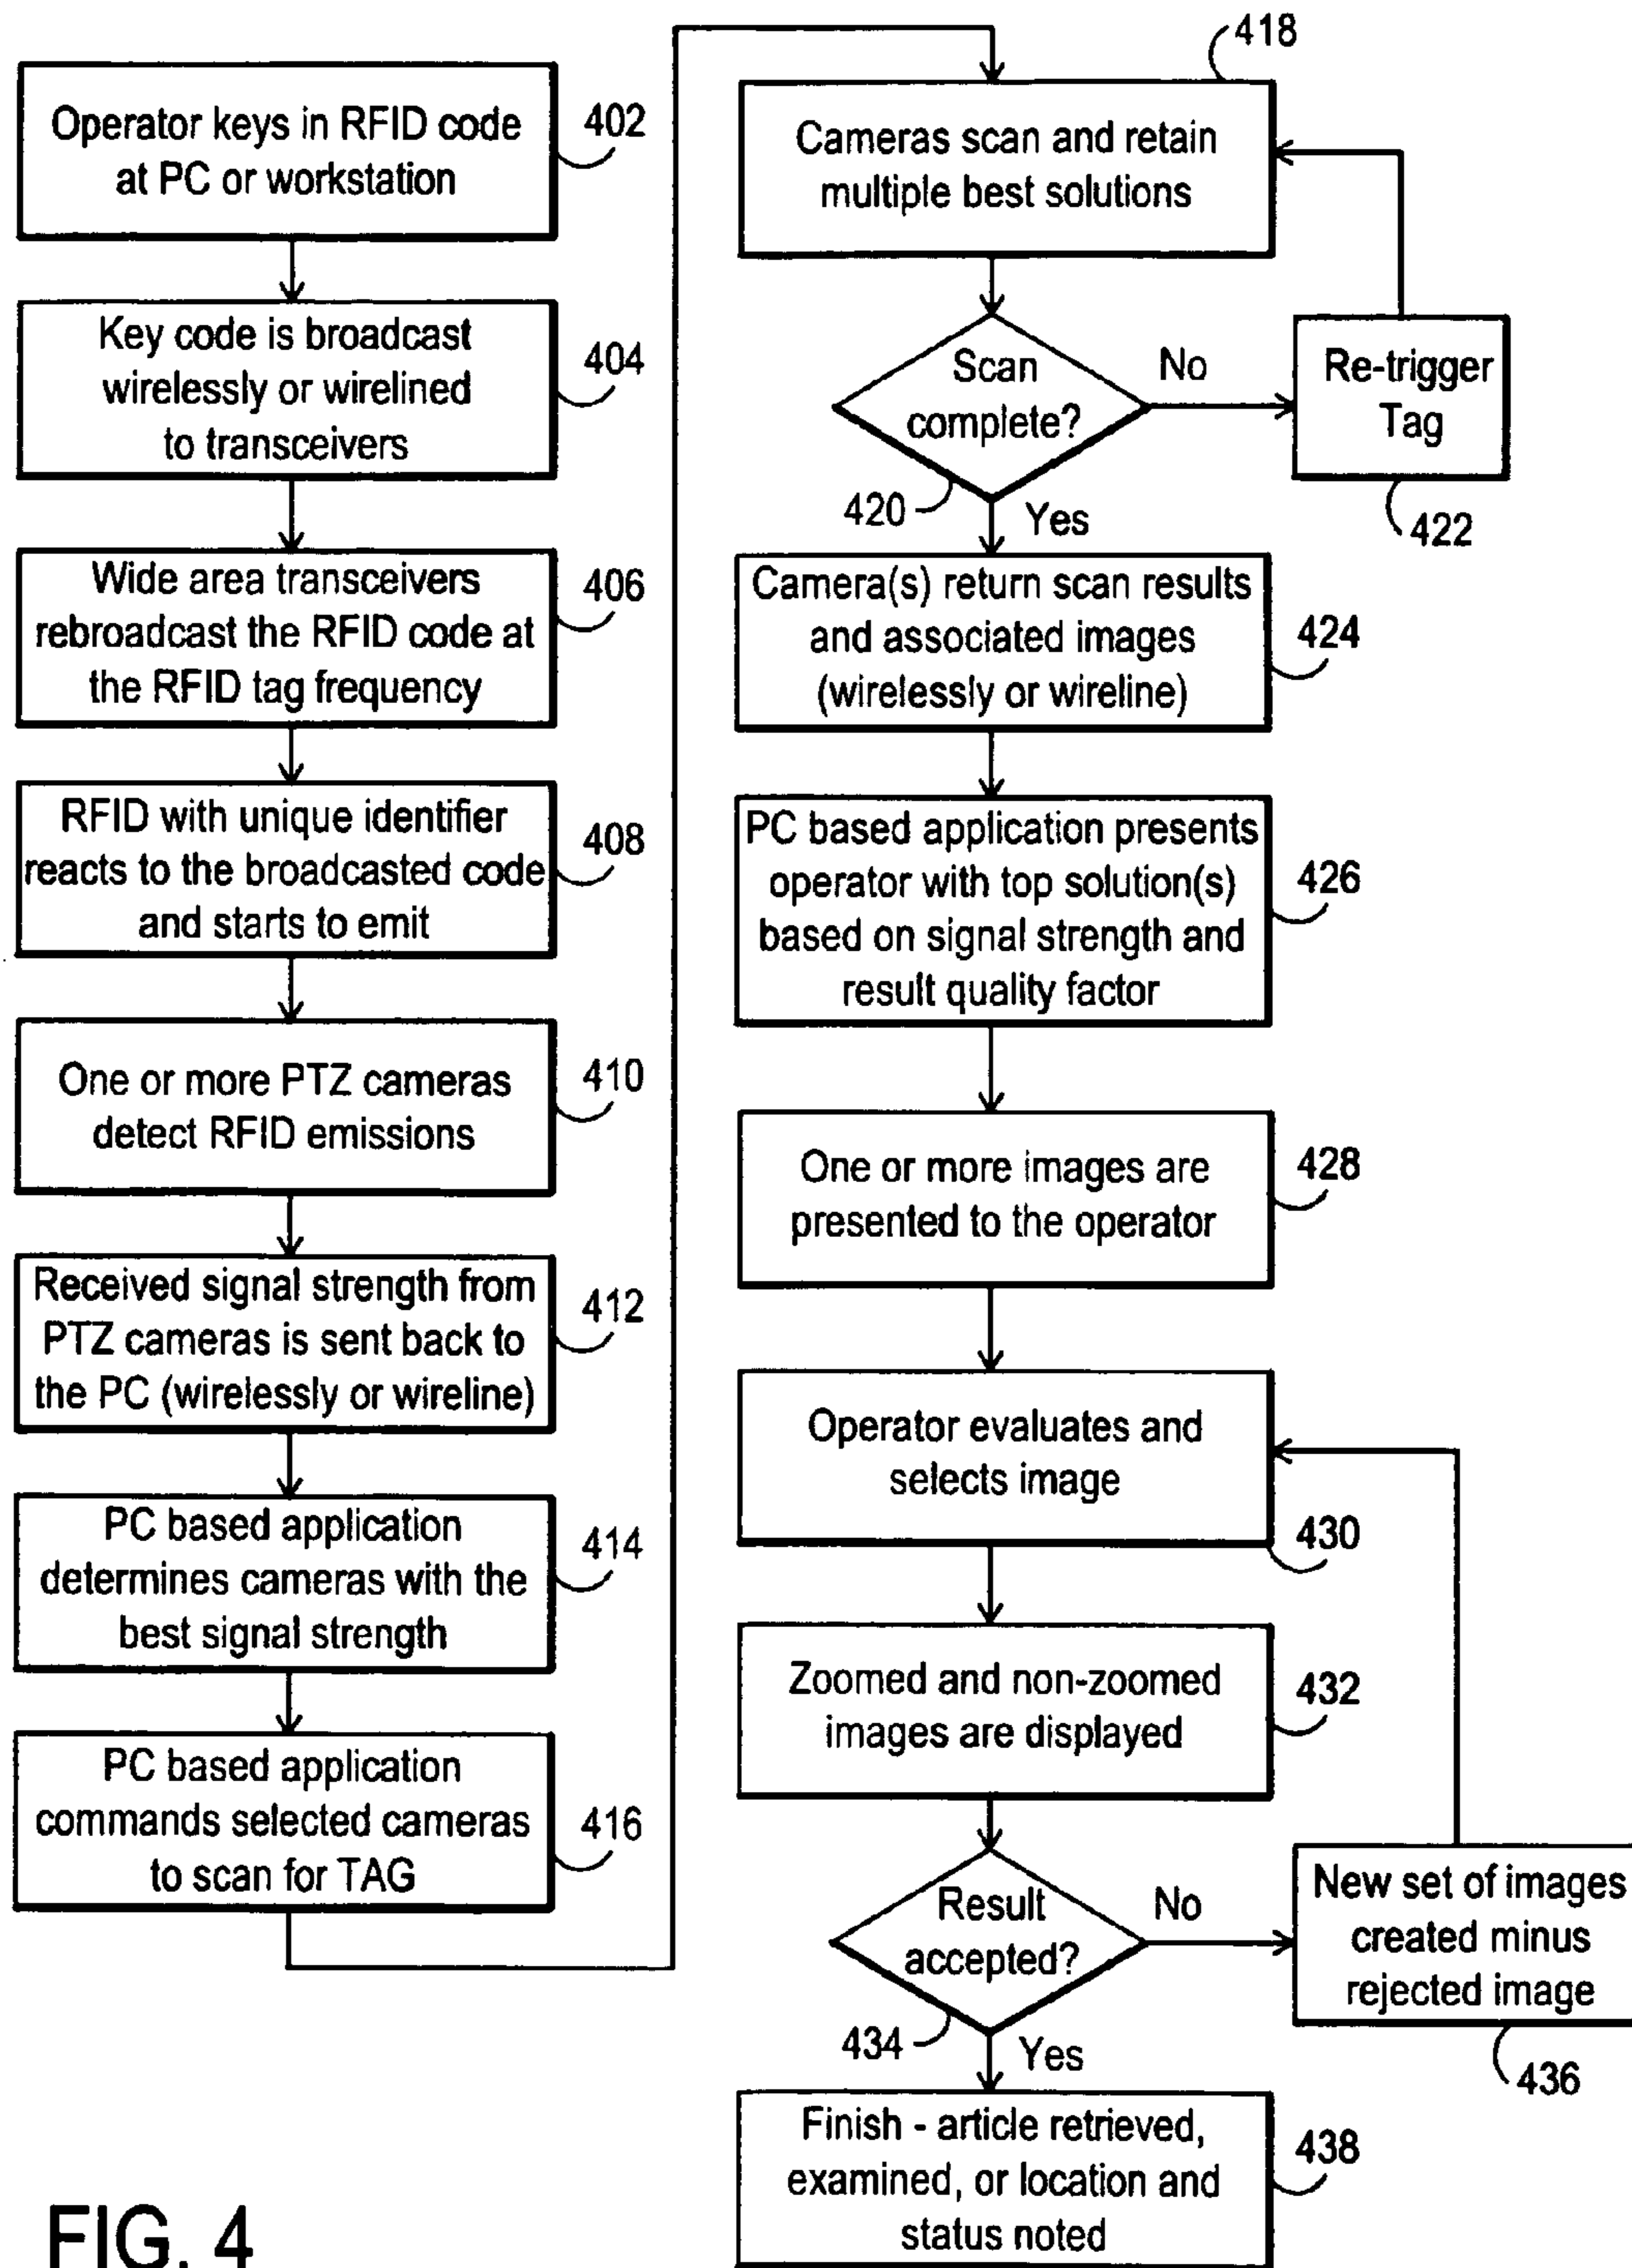 Operator keys in RFID code
at PC or workstation
402
Key code is broadcast
wirelessly or wirelined
to transceivers
404
Wide area transceivers
rebroadcast the RFID code at
the RFID tag frequency
406
RFID with unique identifier
reacts to the broadcasted code
and starts to emit
408
One or more PTZ cameras
detect RFID emissions
410
Received signal strength from
PTZ cameras is sent back to
the PC (wirelessly or wireline)
412
PC based application
determines cameras with the
best signal strength
414
PC based application
commands selected cameras
to scan for TAG
416
418
Cameras scan and retain
multiple best solutions
Scan
complete?
420
No
Re-trigger
Tag
422
Yes
Camera(s) return scan results
and associated images
(wirelessly or wireline)
424
PC based application presents
operator with top solution(s)
based on signal strength and
result quality factor
426
One or more images are
presented to the operator
428
Operator evaluates and
selects image
430
Zoomed and non-zoomed
images are displayed
432
Result
accepted?
434
No
New set of images
created minus
rejected image
436
Yes
Finish - article retrieved,
examined, or location and
status noted
438
FIG. 4